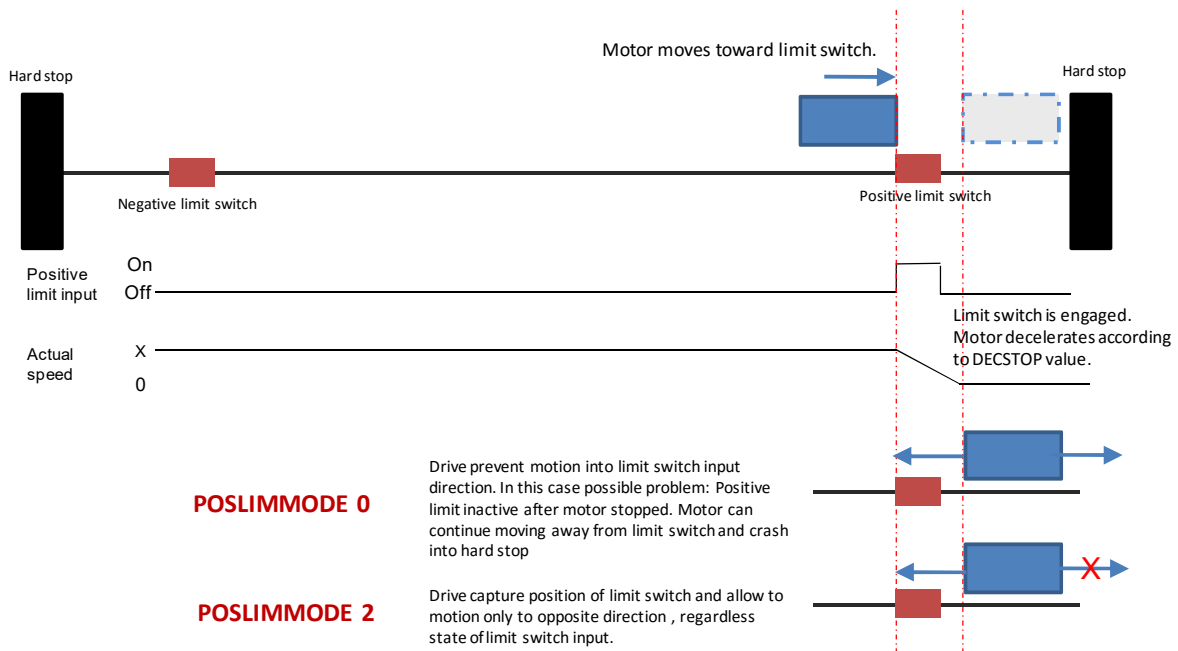 Motor moves toward limit switch.
Hard stop
Hard stop
Negative limit switch
Positive limit switch
Positive
limit input
On
Off
Limit switch is engaged.
Motor decelerates according
to DECSTOP value.
Actual
speed
X
0
POSLIMMODE 0
Drive prevent motion into limit switch input
direction. In this case possible problem: Positive
limit inactive after motor stopped. Motor can
continue moving away from limit switch and crash
into hard stop
X
POSLIMMODE 2
Drive capture position of limit switch and allow to
motion only to opposite direction , regardless
state of limit switch input.